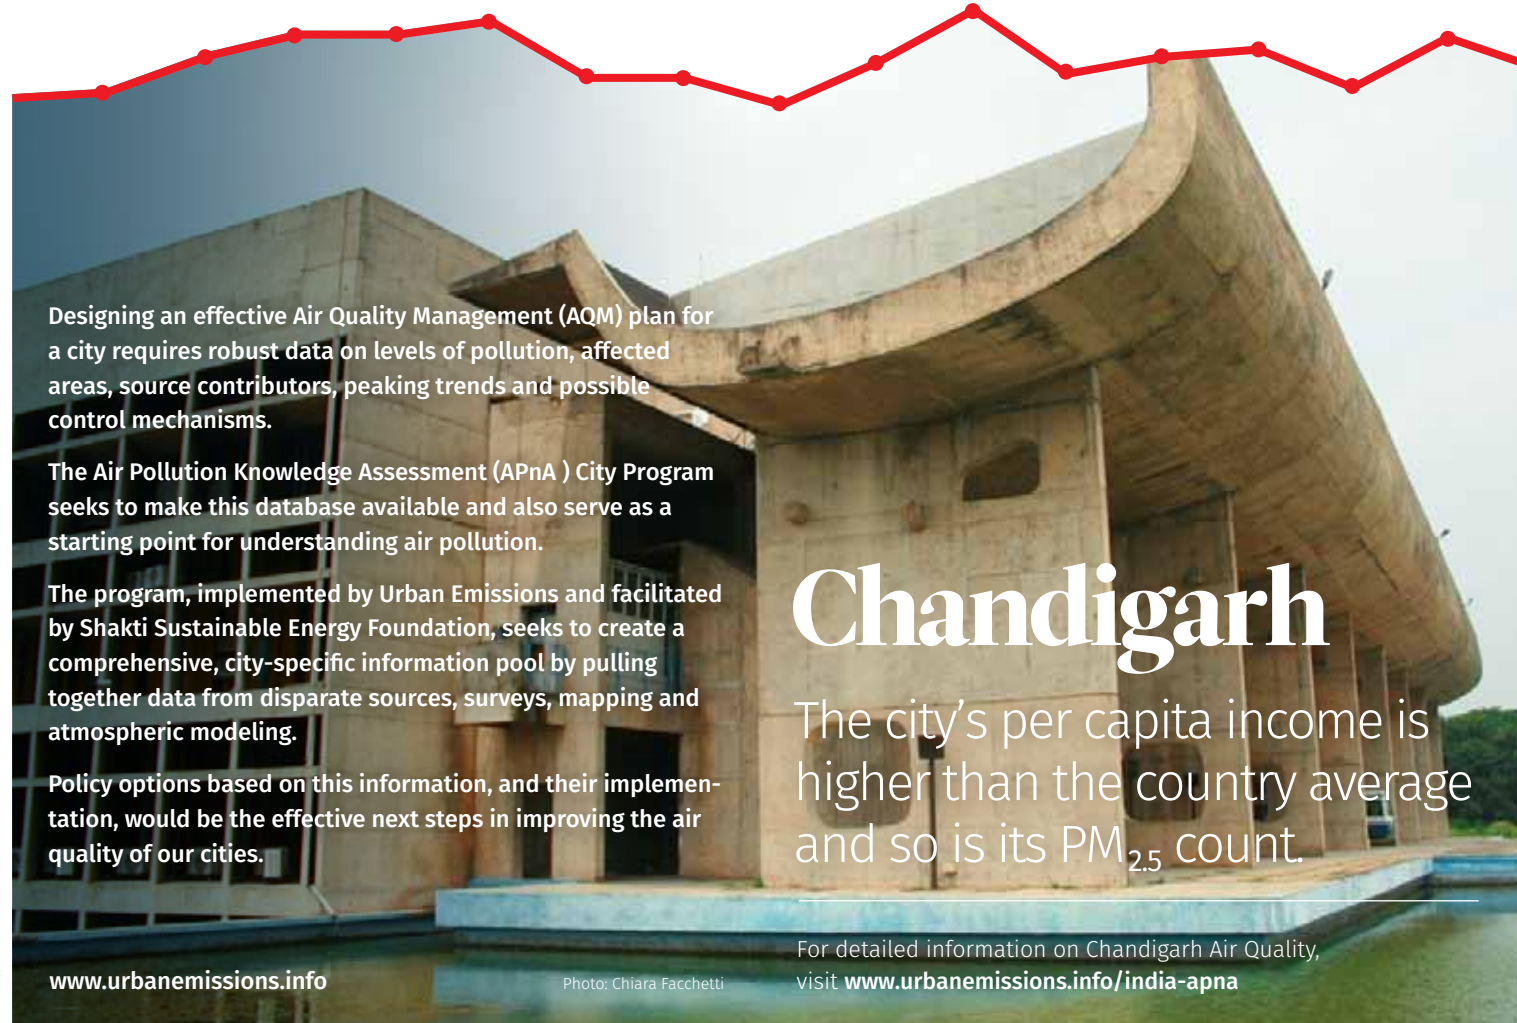 Designing an effective Air Quality Management (AQM) plan for
a city requires robust data on levels of pollution, affected
areas, source contributors, peaking trends and possible
control mechanisms.
The Air Pollution Knowledge Assessment (APnA ) City Program
seeks to make this database available and also serve as a
starting point for understanding air pollution.
The program, implemented by Urban Emissions and facilitated
by Shakti Sustainable Energy Foundation, seeks to create a
comprehensive, city-specific information pool by pulling
together data from disparate sources, surveys, mapping and
atmospheric modeling.
Policy options based on this information, and their implemen-
tation, would be the effective next steps in improving the air
quality of our cities.
www.urbanemissions.info
Photo: Chiara Facchetti
Chandigarh
The city's per capita income is
higher than the country average
and so is its PM2.5 count.
For detailed information on Chandigarh Air Quality,
visit www.urbanemissions.info/india-apna